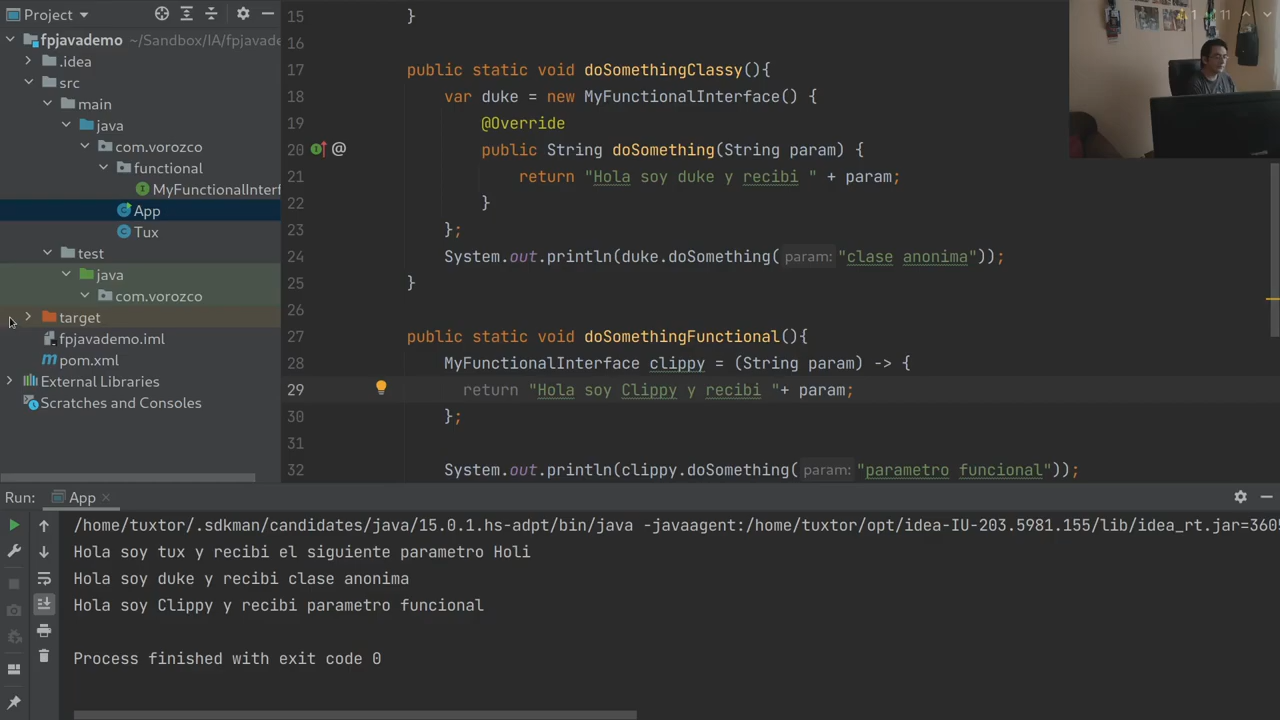 Project
fpjavademo ~/Sandbox/IA/fpjavade
.idea
src
main
java
com.vorozco
functional
MyFunctionalInterf
App
Tux
test
java
com.vorozco
target
fpjavademo.iml
pom.xml
External Libraries
Scratches and Consoles
1 11
15 }
16
17 public static void doSomethingClassy(){
18 var duke = new MyFunctionalInterface() {
19 @Override
20 @ public String doSomething(String param) {
21 return "Hola soy duke y recibi " + param;
22 }
23 };
24 System.out.println(duke.doSomething( param: "clase anonima"));
25 }
26
27 public static void doSomethingFunctional(){
28 MyFunctionalInterface clippy = (String param) -> {
29 return "Hola soy Clippy y recibi "+ param;
30 };
31
32 System.out.println(clippy.doSomething( param: "parametro funcional"));
Run: App
/home/tuxtor/.sdkman/candidates/java/15.0.1.hs-adpt/bin/java -javaagent:/home/tuxtor/opt/idea-IU-203.5981.155/lib/idea_rt.jar=3605
Hola soy tux y recibi el siguiente parametro Holi
Hola soy duke y recibi clase anonima
Hola soy Clippy y recibi parametro funcional
Process finished with exit code 0